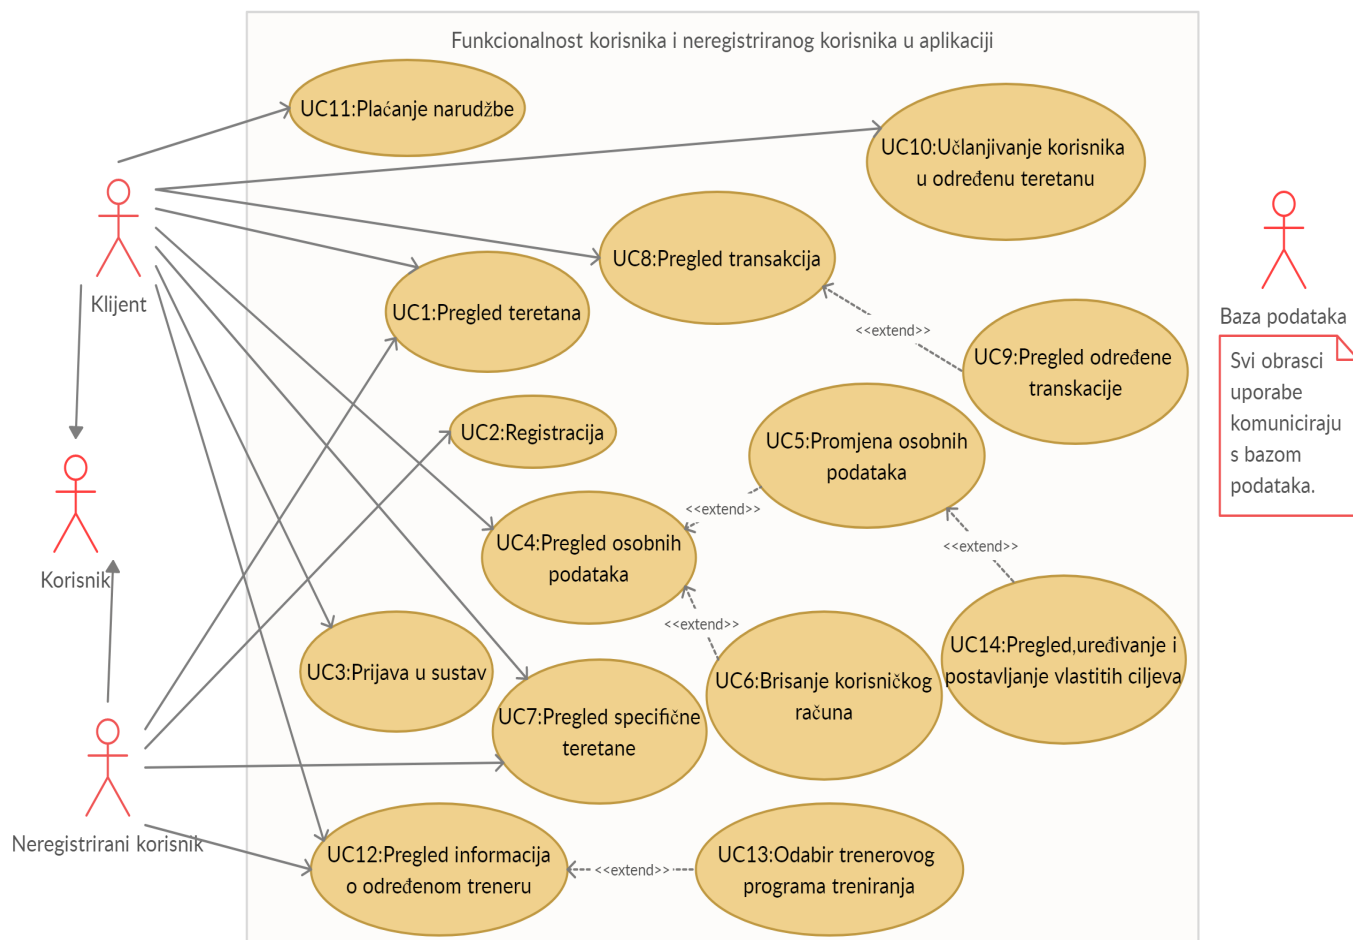 Funkcionalnost korisnika i neregistriranog korisnika u aplikaciji
UC11:Plaćanje narudžbe
UC10:Učlanjivanje korisnika
u određenu teretanu
Klijent
UC8:Pregled transakcija
UC1:Pregled teretana
Baza podataka
<<extend>>
UC9:Pregled određene
transkacije
Svi obrasci
uporabe
komuniciraju
s bazom
podataka.
UC2:Registracija
UC5:Promjena osobnih
podataka
<<extend>>
UC4:Pregled osobnih
podataka
<<extend>>
Korisnik
<<extend>>
UC14:Pregled,uređivanje i
postavljanje vlastitih ciljeva
UC3:Prijava u sustav
UC6:Brisanje korisničkog
računa
UC7:Pregled specifične
teretane
Neregistrirani korisnik
UC12:Pregled informacija
o određenom treneru
<<extend>>
UC13:Odabir trenerovog
programa treniranja